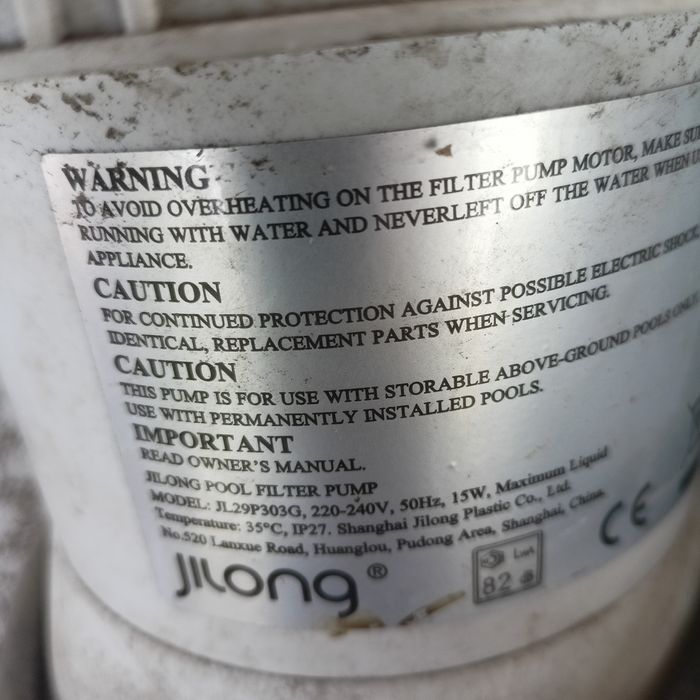 WARNING
TO AVOID OVERHEATING ON THE FILTER PUMP MOTOR, MAKE
RUNNING WITH WATER AND NEVERLEFT OFF THE WATER WHEN
APPLIANCE.
CAUTION
FOR CONTINUED PROTECTION AGAINST POSSIBLE ELECTRIC SHOCK,
IDENTICAL, REPLACEMENT PARTS WHEN SERVICING.
CAUTION
THIS PUMP IS FOR USE WITH STORABLE ABOVE-GROUND POOLS
USE WITH PERMANENTLY INSTALLED POOLS.
IMPORTANT
READ OWNER'S MANUAL.
JILONG POOL FILTER PUMP
MODEL: JL29P303G, 220-240V, 50Hz, 15W, Maximum Liquid
Temperature: 35°C, IP27. Shanghai Jilong Plastic Co., Ltd.
No.520 Lanxue Road, Huanglou, Pudong Area, Shanghai, China.
JILONG ®
LWA
82
CE